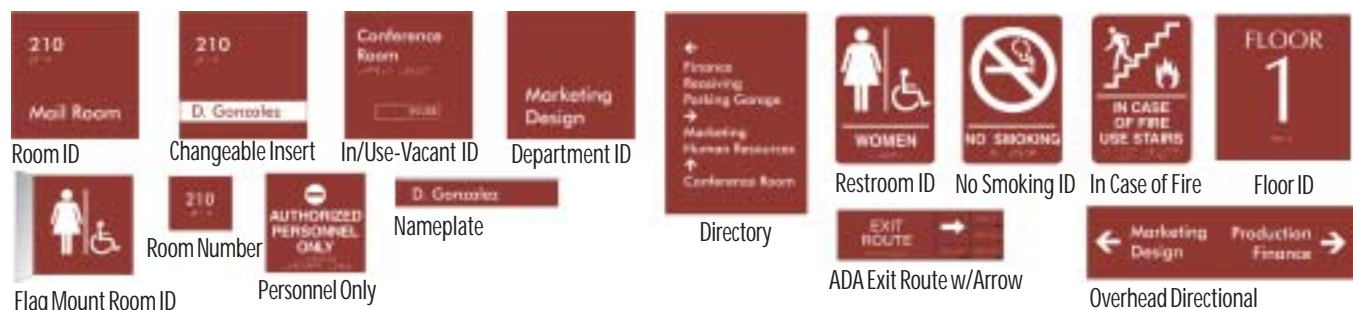 210
Mail Room
Room ID
210
D. Gonzales
Changeable Insert
Conference
Room
In/Use-Vacant ID
Marketing
Design
Department ID
←
Finance
Receiving
Parking Garage
→
Marketing
Human Resources
↑
Conference Room
Directory
WOMEN
Restroom ID
NO SMOKING
No Smoking ID
IN CASE
OF FIRE
USE STAIRS
In Case of Fire
FLOOR
1
Floor ID
Flag Mount Room ID
210
Room Number
AUTHORIZED
PERSONNEL
ONLY
Personnel Only
D. Gonzales
Nameplate
EXIT
ROUTE
→
ADA Exit Route w/Arrow
← Marketing
Design
Production →
Finance
Overhead Directional